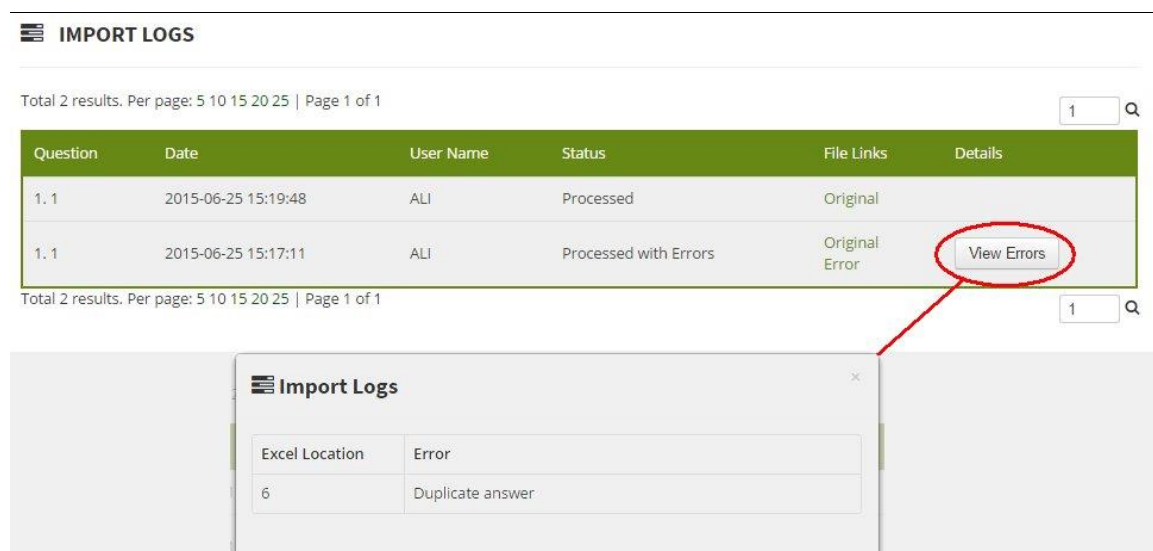 IMPORT LOGS
Total 2 results. Per page: 5 10 15 20 25 | Page 1 of 1
1
Question Date User Name Status File Links Details
1. 1 2015-06-25 15:19:48 ALI Processed Original
1. 1 2015-06-25 15:17:11 ALI Processed with Errors Original Error View Errors
Total 2 results. Per page: 5 10 15 20 25 | Page 1 of 1
1
Import Logs
×
Excel Location Error
6 Duplicate answer